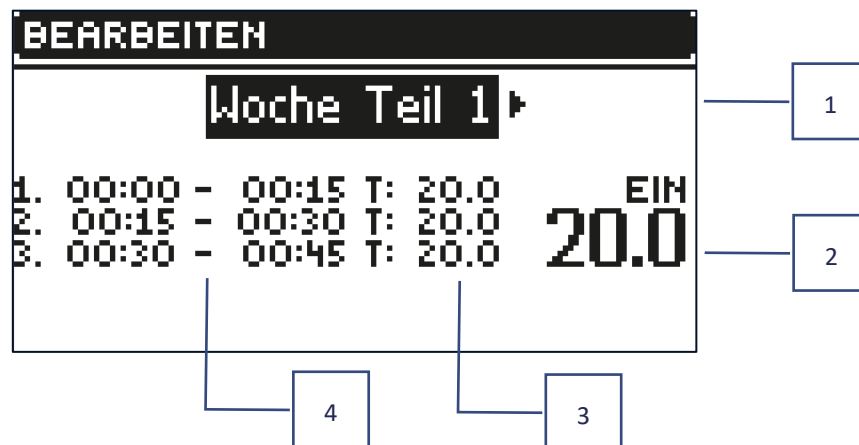 BEARBEITEN
Woche Teil 1
1
1. 00:00 - 00:15 T: 20.0
EIN
2. 00:15 - 00:30 T: 20.0
20.0
3. 00:30 - 00:45 T: 20.0
2
4
3